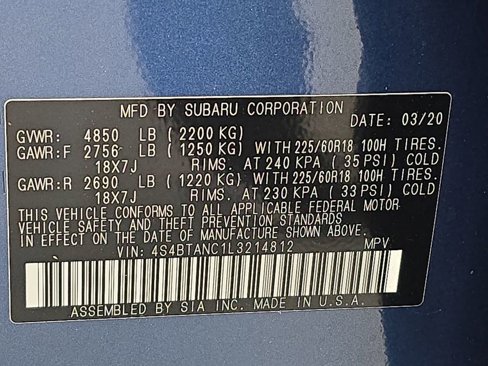 MFD BY SUBARU CORPORATION
DATE: 03/20
GVWR: 4850 LB (2200 KG)
GAWR:F 2756 LB (1250 KG) WITH 225/60R18 100H TIRES.
18X7J RIMS. AT 240 KPA (35 PSI) COLD
GAWR:R 2690 LB (1220 KG) WITH 225/60R18 100H TIRES.
18X7J RIMS. AT 230 KPA (33 PSI) COLD
THIS VEHICLE CONFORMS TO ALL APPLICABLE FEDERAL MOTOR
VEHICLE SAFETY AND THEFT PREVENTION STANDARDS
IN EFFECT ON THE DATE OF MANUFACTURE SHOWN ABOVE.
VIN: 4S4BTANC1L3214812 MPV
ASSEMBLED BY SIA INC. MADE IN U.S.A.